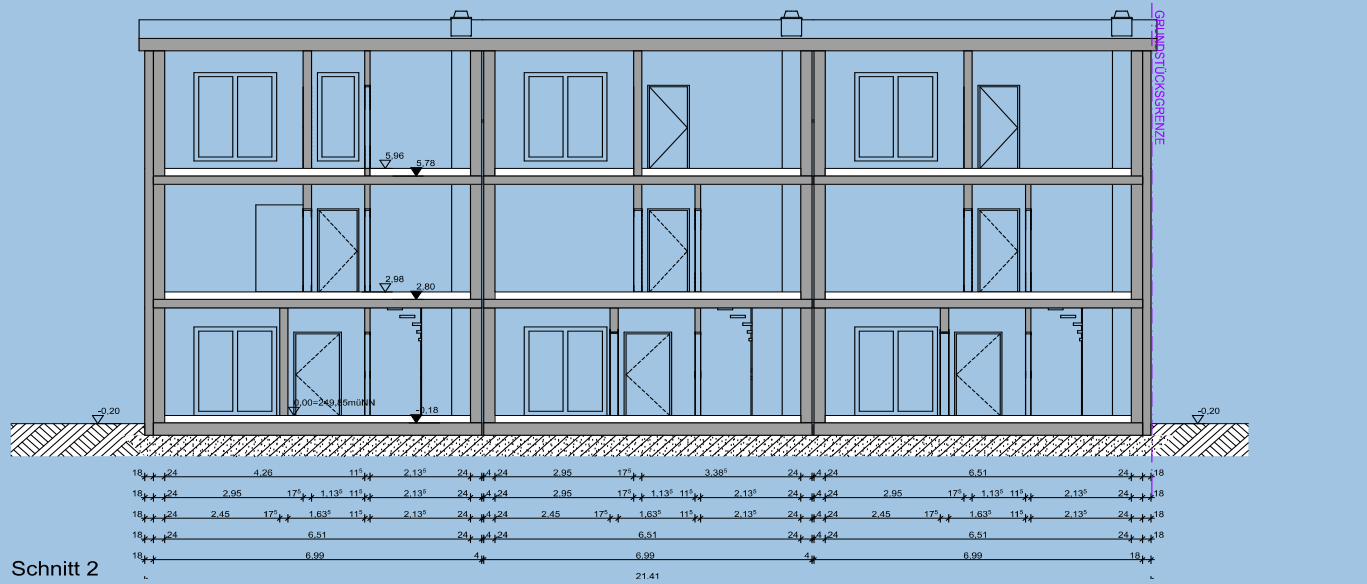 GRUNDSTÜCKSGRENZE
5,96
5,78
2,98
2,80
0,00=249,85müNN
-0,18
-0,20
-0,20
18 24 4,26 11⁵ 2,13⁵ 24 4 24 2,95 17⁵ 3,38⁵ 24 4 24 6,51 24 18
18 24 2,95 17⁵ 1,13⁵ 11⁵ 2,13⁵ 24 4 24 2,95 17⁵ 1,13⁵ 11⁵ 2,13⁵ 24 4 24 2,95 17⁵ 1,13⁵ 11⁵ 2,13⁵ 24 18
18 24 2,45 17⁵ 1,63⁵ 11⁵ 2,13⁵ 24 4 24 2,45 17⁵ 1,63⁵ 11⁵ 2,13⁵ 24 4 24 2,45 17⁵ 1,63⁵ 11⁵ 2,13⁵ 24 18
18 24 6,51 24 4 24 6,51 24 4 24 6,51 24 18
18 6,99 4 6,99 4 6,99 18
21,41
Schnitt 2